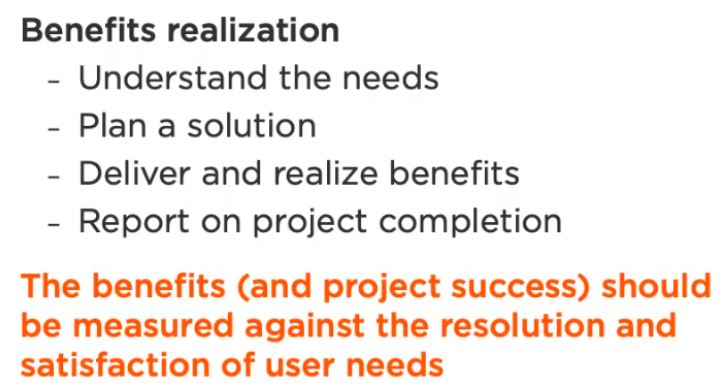 Benefits realization
– Understand the needs
– Plan a solution
– Deliver and realize benefits
– Report on project completion
The benefits (and project success) should
be measured against the resolution and
satisfaction of user needs